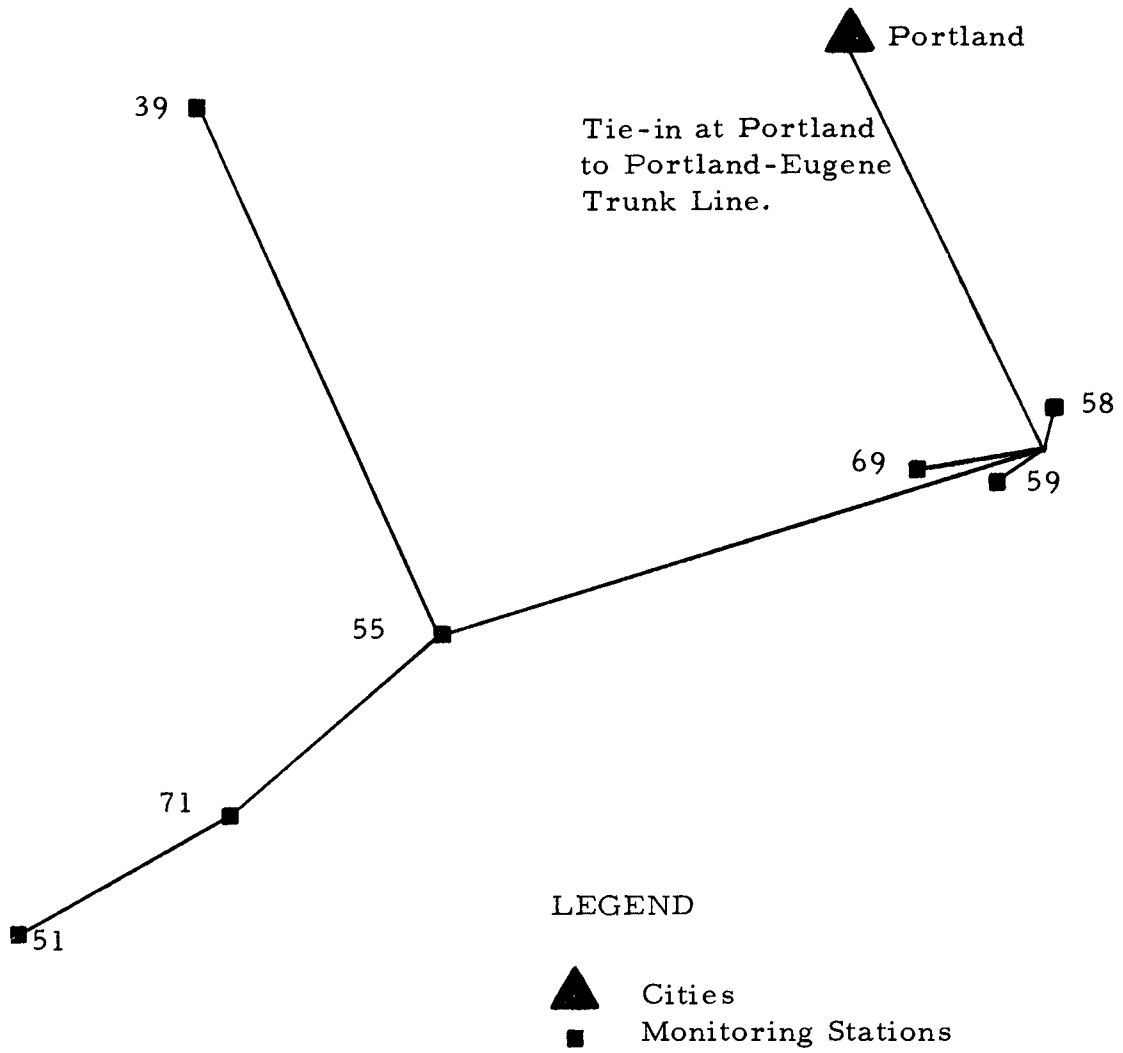 Portland
39
Tie-in at Portland
to Portland-Eugene
Trunk Line.
58
69
59
55
71
51
LEGEND
Cities
Monitoring Stations